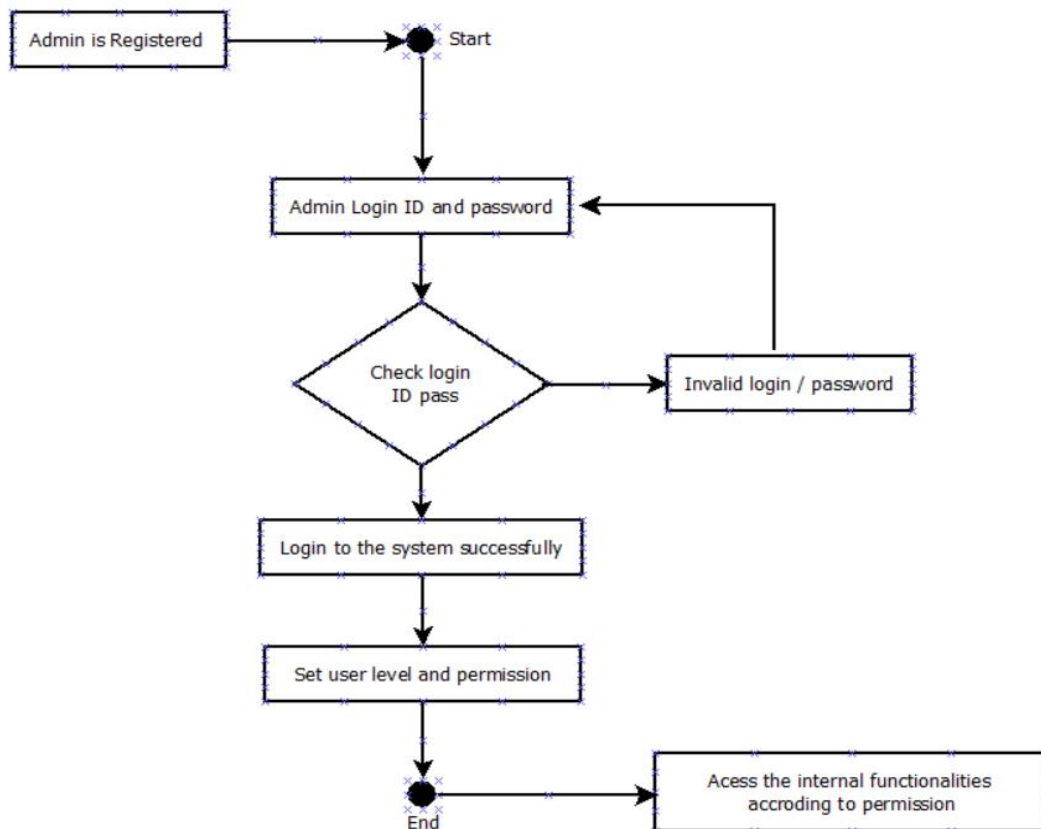 Admin is Registered
Start
Admin Login ID and password
Check login
ID pass
Invalid login / password
Login to the system successfully
Set user level and permission
End
Acess the internal functionalities
accroding to permission